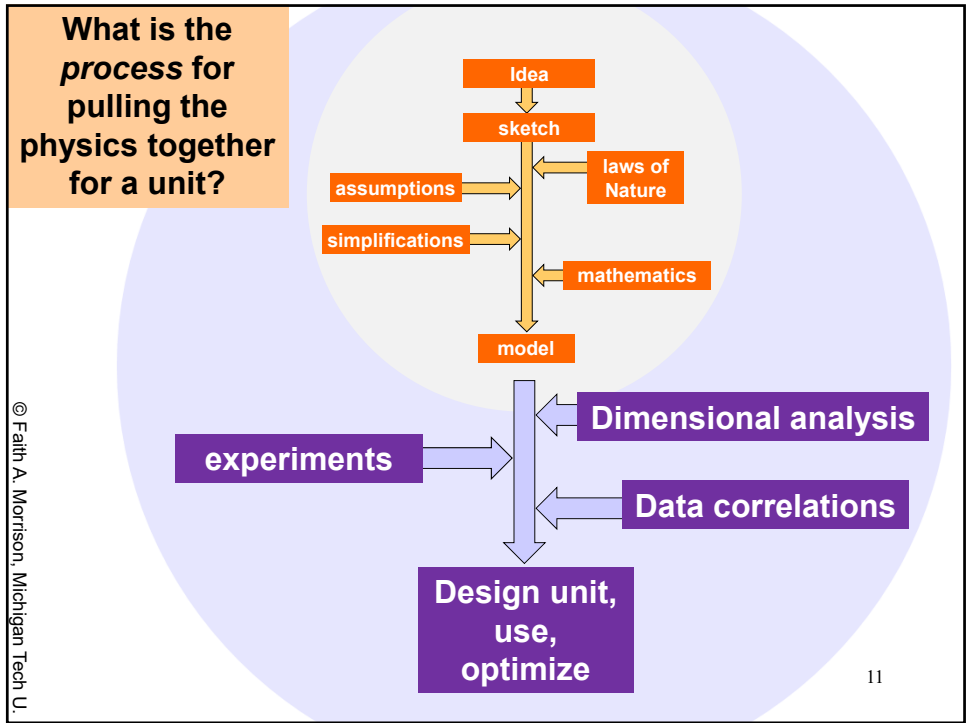 What is the
process for
pulling the
physics together
for a unit?
Idea
sketch
laws of
Nature
assumptions
simplifications
mathematics
model
Dimensional analysis
experiments
Data correlations
Design unit,
use,
optimize
© Faith A. Morrison, Michigan Tech U.
11